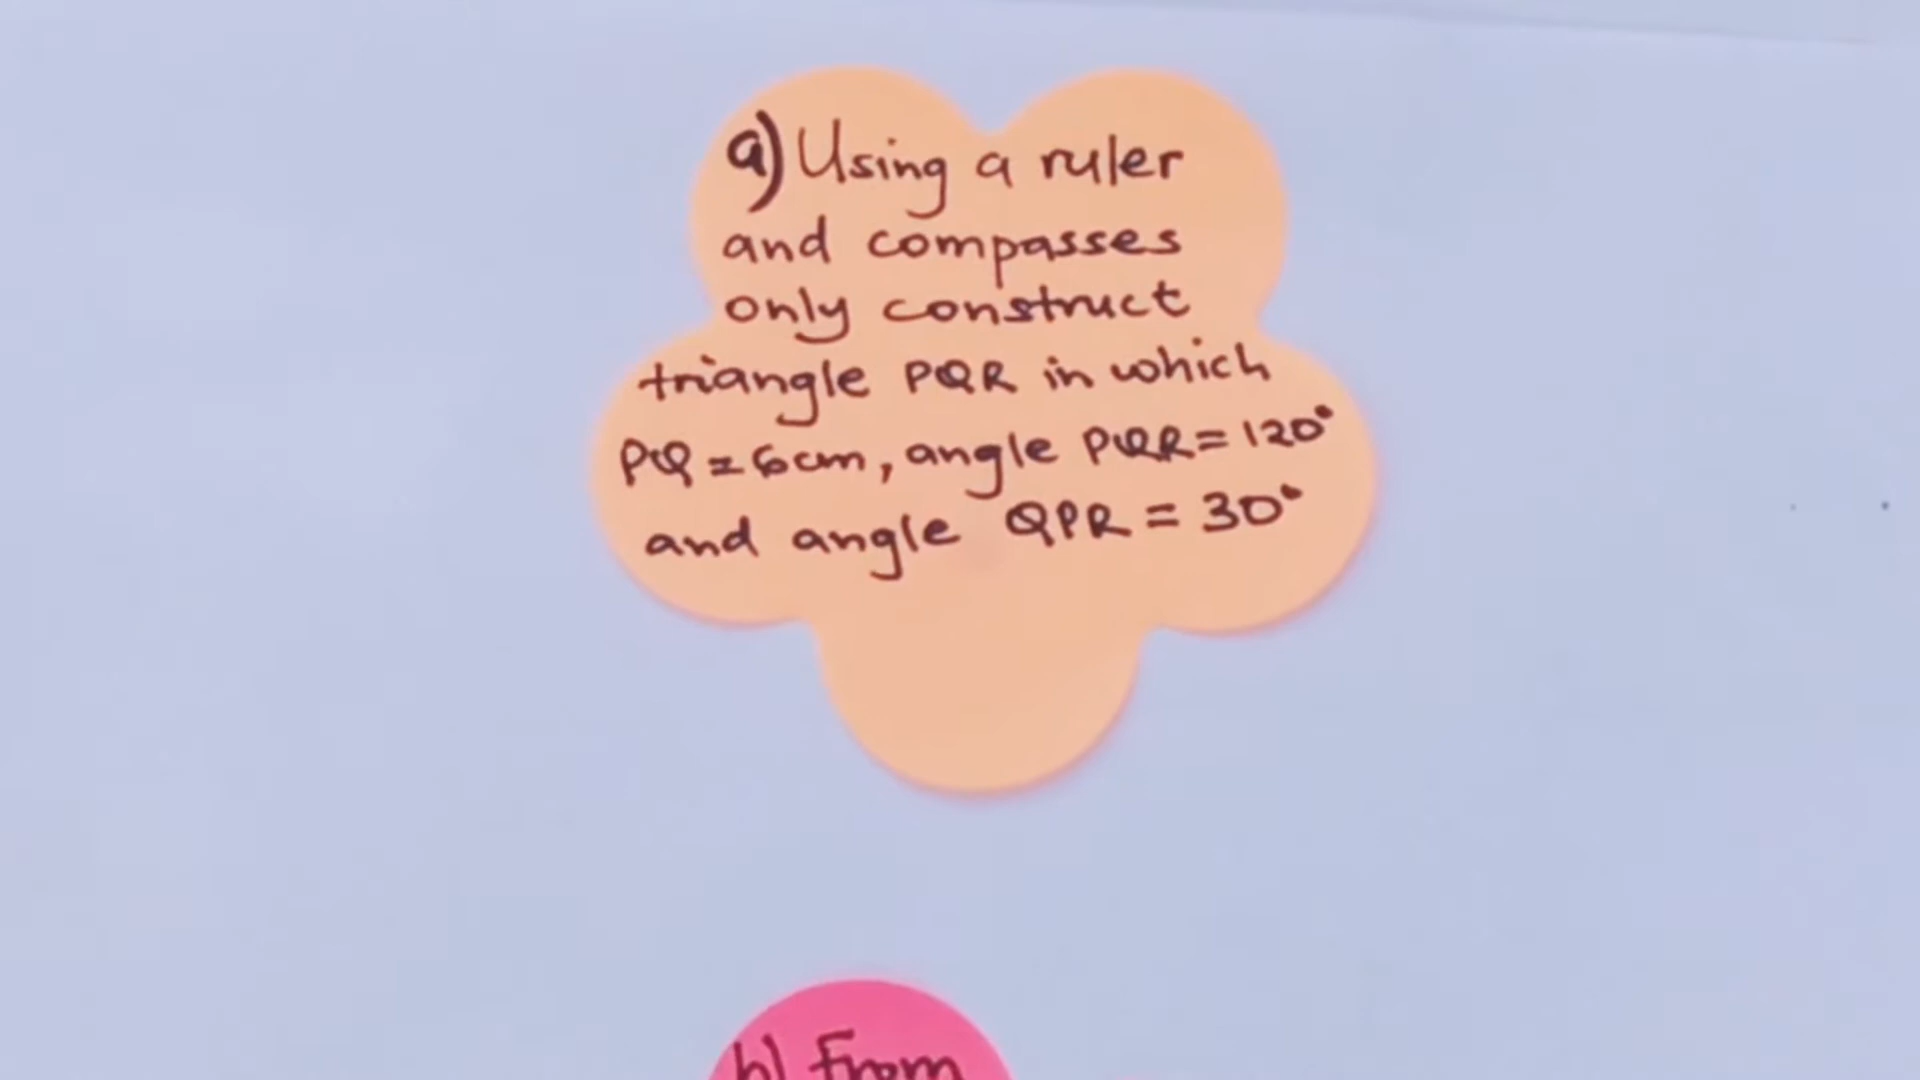 a) Using a ruler
and compasses
only construct
triangle PQR in which
PQ = 6cm, angle PQR = 120°
and angle QPR = 30°
b) From